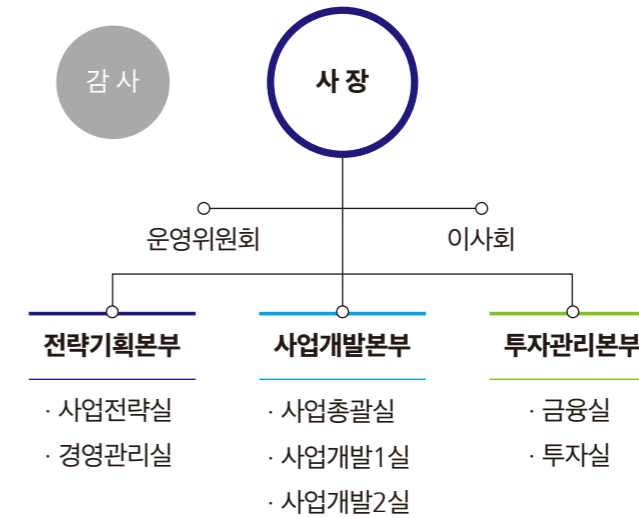 감 사
사 장
운영위원회
이사회
전략기획본부
사업개발본부
투자관리본부
· 사업전략실
· 경영관리실
· 사업총괄실
· 사업개발1실
· 사업개발2실
· 금융실
· 투자실